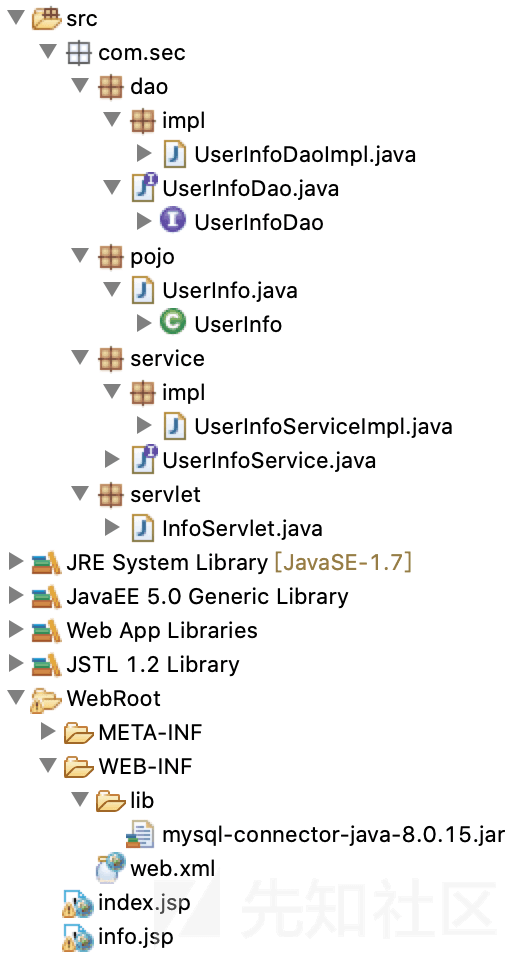 src
com.sec
dao
impl
UserInfoDaoImpl.java
UserInfoDao.java
UserInfoDao
pojo
UserInfo.java
UserInfo
service
impl
UserInfoServiceImpl.java
UserInfoService.java
servlet
InfoServlet.java
JRE System Library [JavaSE-1.7]
JavaEE 5.0 Generic Library
Web App Libraries
JSTL 1.2 Library
WebRoot
META-INF
WEB-INF
lib
mysql-connector-java-8.0.15.jar
web.xml
index.jsp
info.jsp
先知社区